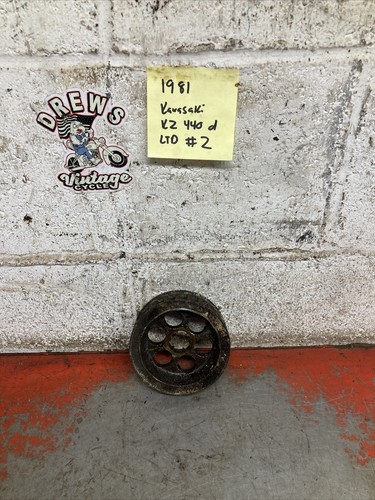 DREWS
Vintage
CYCLES
1981
Kawasaki
KZ 440 d
LTD #2